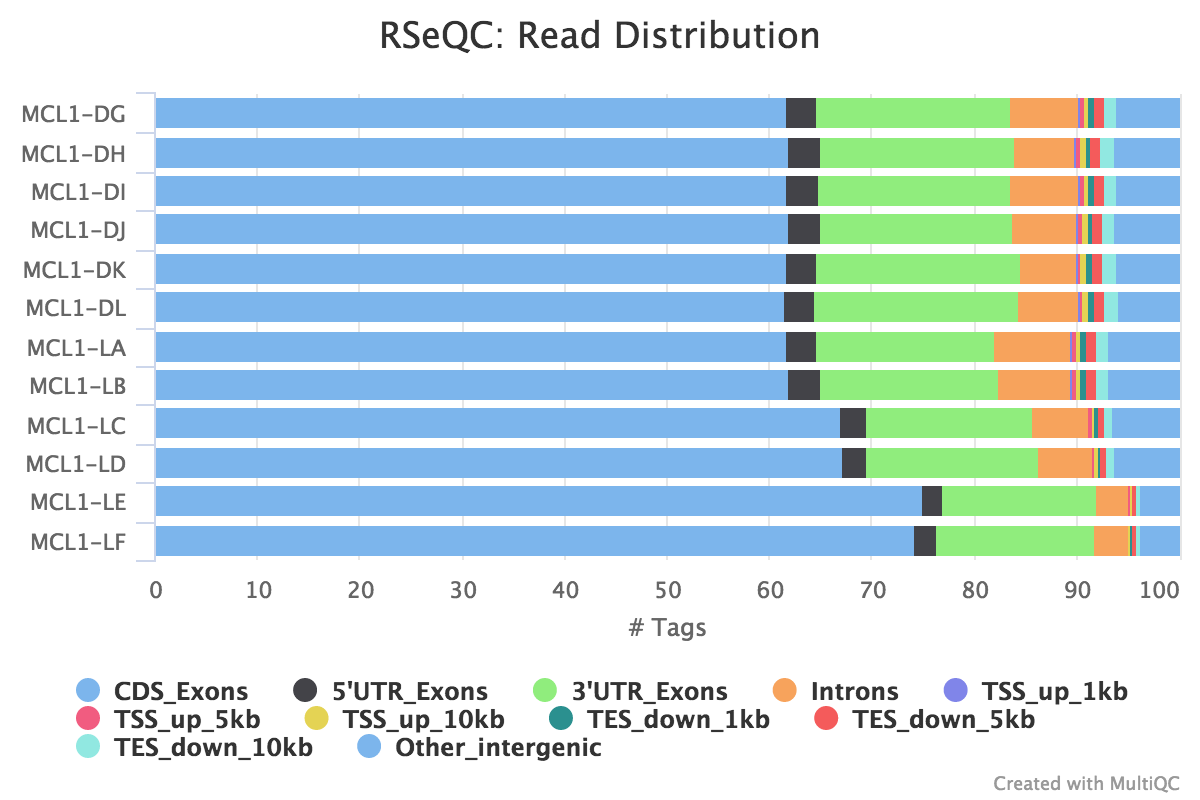 RSeQC: Read Distribution
MCL1-DG
MCL1-DH
MCL1-DI
MCL1-DJ
MCL1-DK
MCL1-DL
MCL1-LA
MCL1-LB
MCL1-LC
MCL1-LD
MCL1-LE
MCL1-LF
0 10 20 30 40 50 60 70 80 90 100
# Tags
CDS_Exons 5'UTR_Exons 3'UTR_Exons Introns TSS_up_1kb
TSS_up_5kb TSS_up_10kb TES_down_1kb TES_down_5kb
TES_down_10kb Other_intergenic
Created with MultiQC